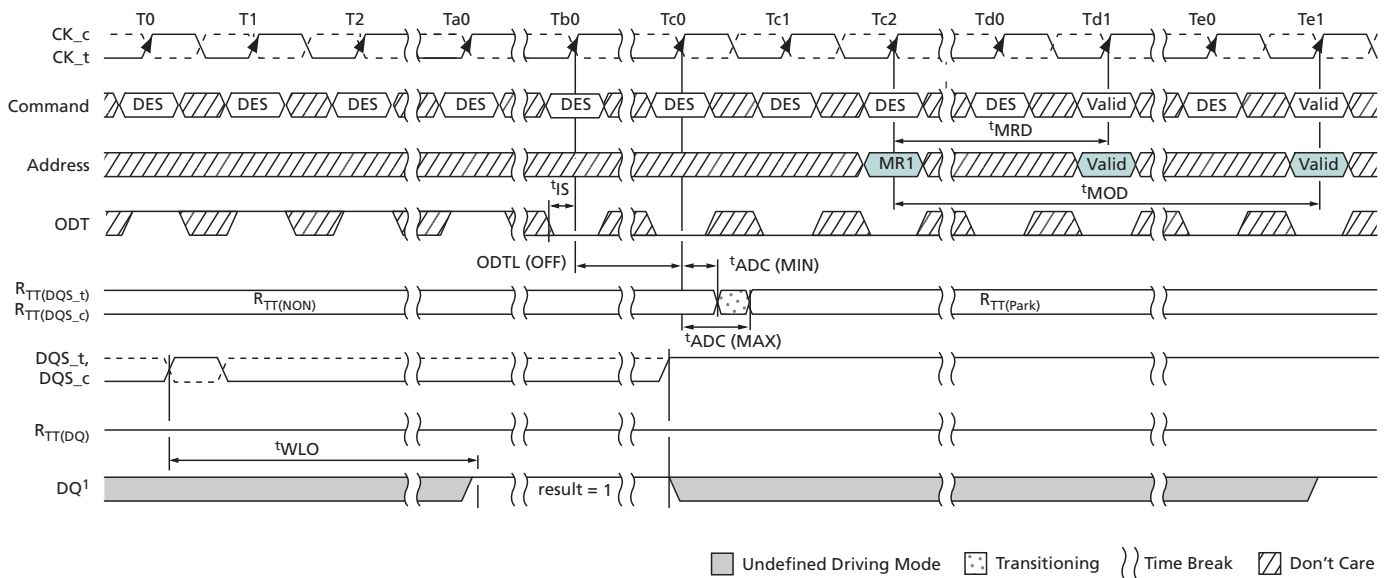 T0 T1 T2 Ta0 Tb0 Tc0 Tc1 Tc2 Td0 Td1 Te0 Te1
CK_c
CK_t
Command DES DES DES DES DES DES DES DES DES Valid DES Valid
tMRD
Address MR1 Valid Valid
tIS
tMOD
ODT
ODTL (OFF) tADC (MIN)
RTT(DQS_t)
RTT(DQS_c)
RTT(NON) RTT(Park)
tADC (MAX)
DQS_t,
DQS_c
RTT(DQ)
tWLO
DQ1 result = 1
Undefined Driving Mode Transitioning Time Break Don't Care